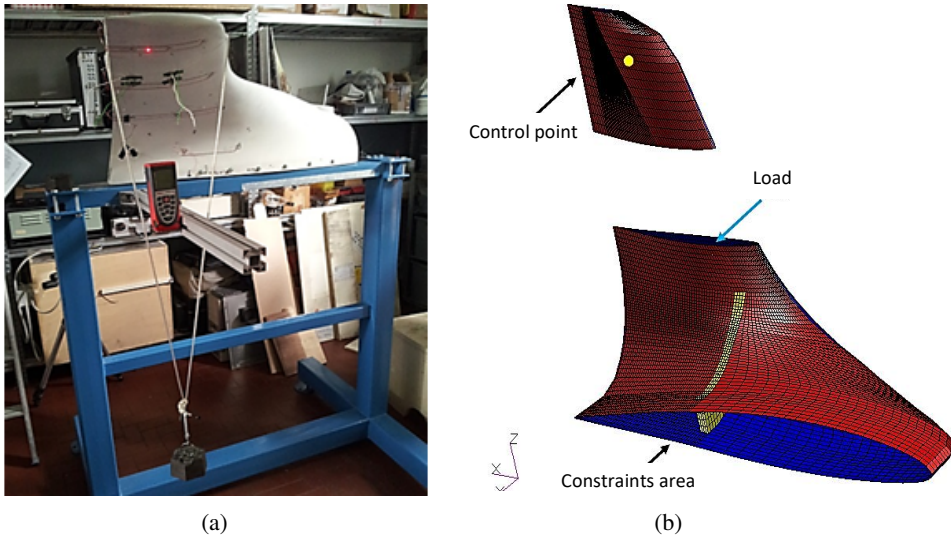 Control point
Load
Z
X
Y
Constraints area
(a)
(b)